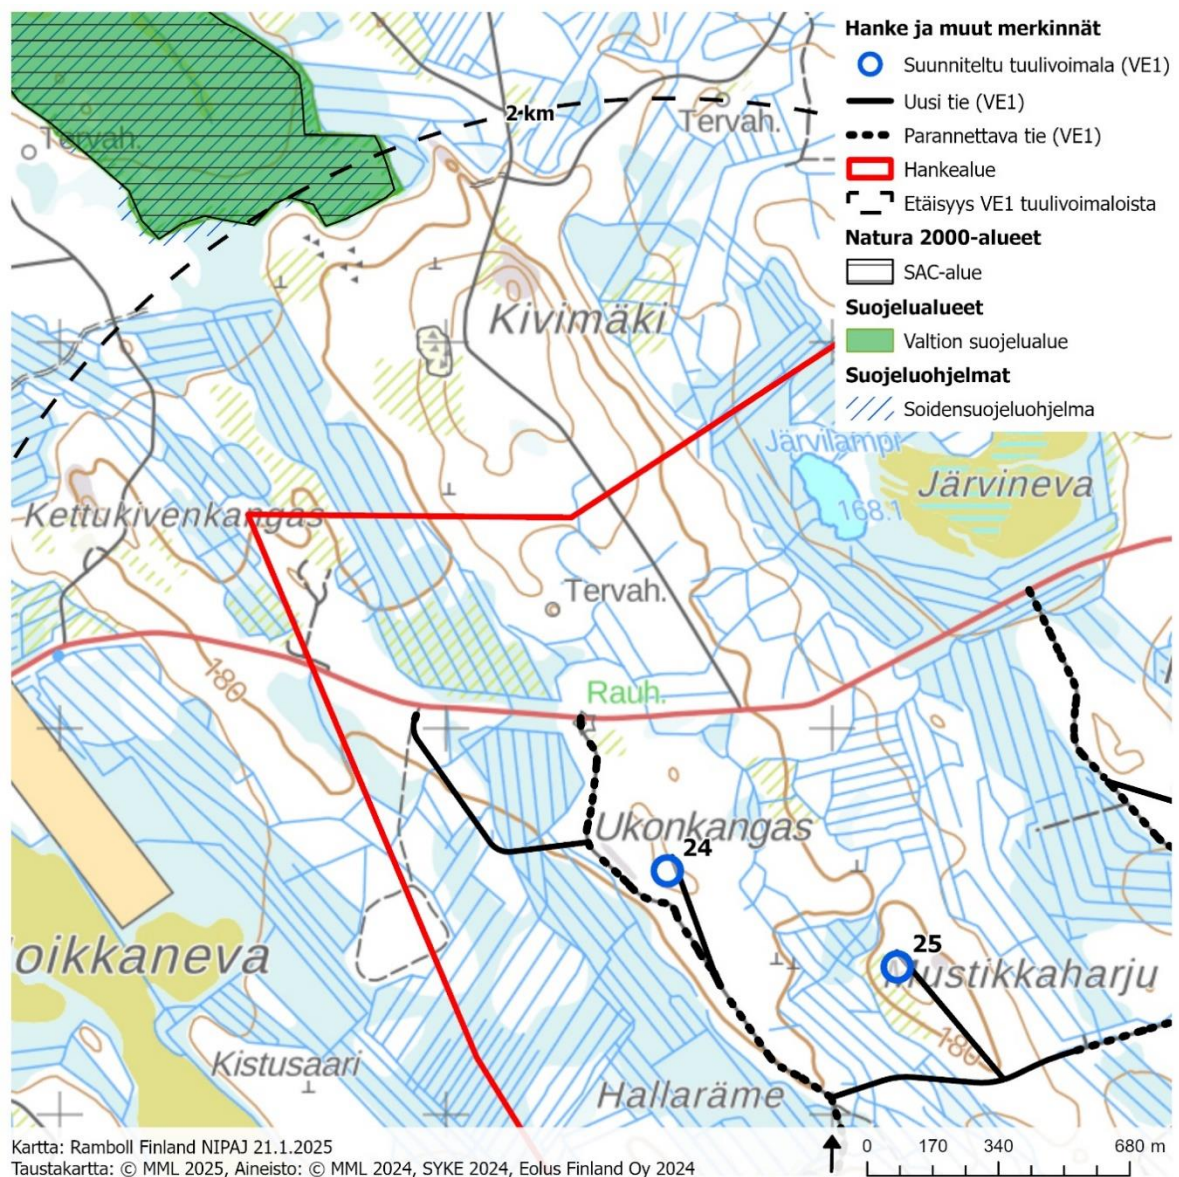 Hanke ja muut merkinnät
Suunniteltu tuulivoimala (VE1)
Uusi tie (VE1)
Parannettava tie (VE1)
Hankealue
Etäisyys VE1 tuulivoimaloista
Natura 2000-alueet
SAC-alue
Suojelualueet
Valtion suojelualue
Suojeluohjelmat
Soidensuojeluohjelma
2 km
Tervah.
Tervah.
Kivimäki
Järvilampi
168.1
Järvineva
Kettukivenkangas
Tervah.
180
Rauh.
Ukonkangas
24
25
Mustikkaharju
oikkaneva
180
Kistusaari
Hallaräme
Kartta: Ramboll Finland NIPAJ 21.1.2025
Taustakartta: © MML 2025, Aineisto: © MML 2024, SYKE 2024, Eolus Finland Oy 2024
0 170 340 680 m